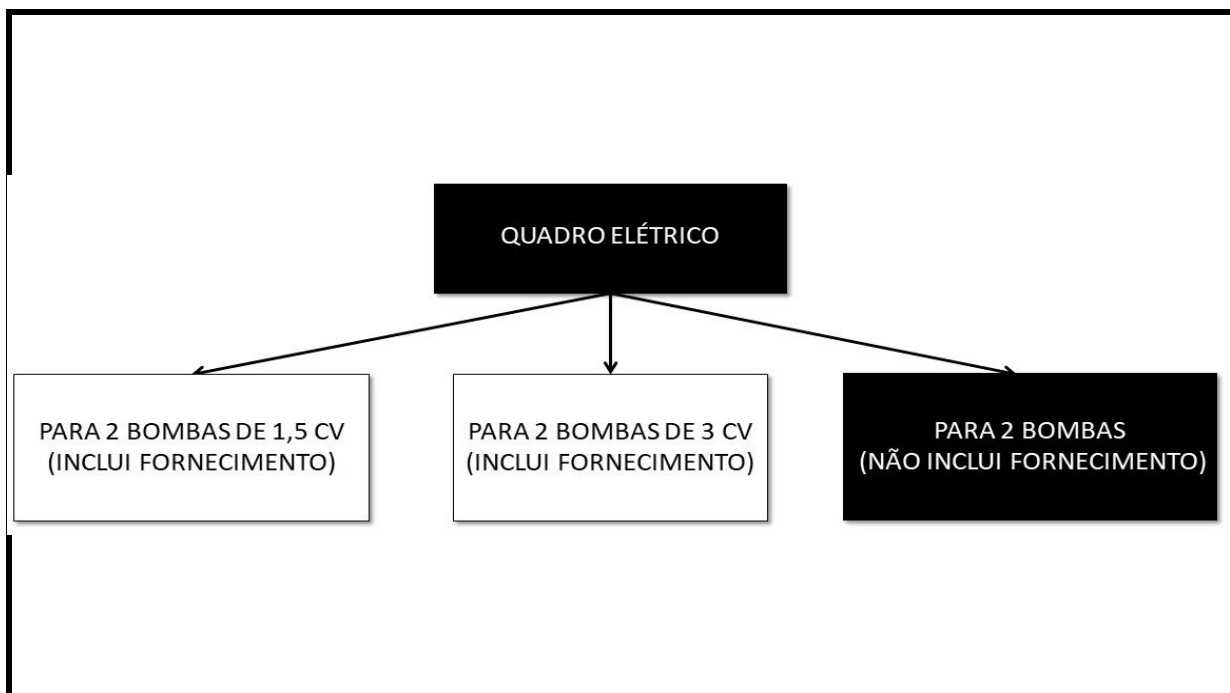 QUADRO ELÉTRICO
PARA 2 BOMBAS DE 1,5 CV
(INCLUI FORNECIMENTO)
PARA 2 BOMBAS DE 3 CV
(INCLUI FORNECIMENTO)
PARA 2 BOMBAS
(NÃO INCLUI FORNECIMENTO)